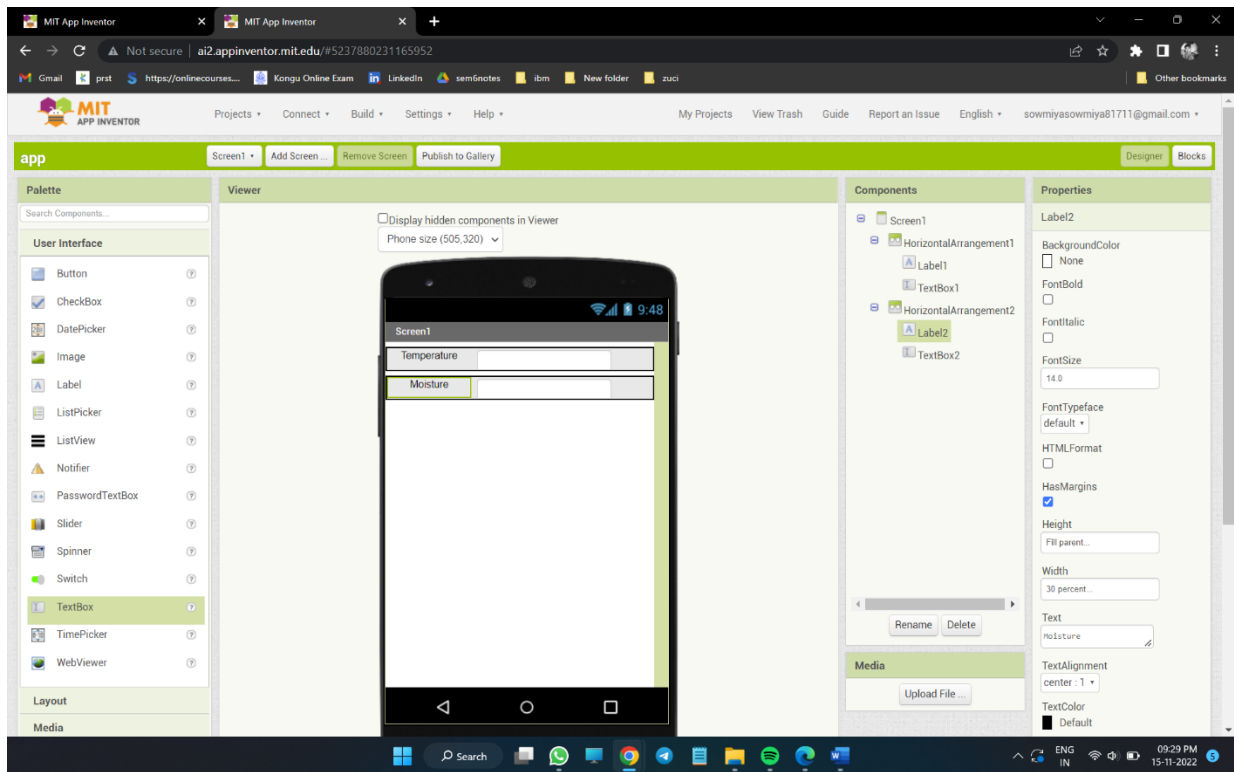 MIT App Inventor
MIT App Inventor
Not secure ai2.appinventor.mit.edu/#5237880231165952
Gmail prst https://onlinecourses.... Kongu Online Exam LinkedIn sem6notes ibm New folder zuci Other bookmarks
MIT
APP INVENTOR
Projects Connect Build Settings Help My Projects View Trash Guide Report an Issue English sowmiyasowmiya81711@gmail.com
app Screen1 Add Screen ... Remove Screen Publish to Gallery Designer Blocks
Palette
Search Components...
User Interface
Button
CheckBox
DatePicker
Image
Label
ListPicker
ListView
Notifier
PasswordTextBox
Slider
Spinner
Switch
TextBox
TimePicker
WebViewer
Layout
Media
Viewer
Display hidden components in Viewer
Phone size (505,320)
9:48
Screen1
Temperature
Moisture
Components
Screen1
HorizontalArrangement1
Label1
TextBox1
HorizontalArrangement2
Label2
TextBox2
Rename Delete
Media
Upload File ...
Properties
Label2
BackgroundColor
None
FontBold
FontItalic
FontSize
14.0
FontTypeface
default
HTMLFormat
HasMargins
Height
Fill parent...
Width
30 percent...
Text
Moisture
TextAlignment
center : 1
TextColor
Default
Search
ENG
IN
09:29 PM
15-11-2022
5